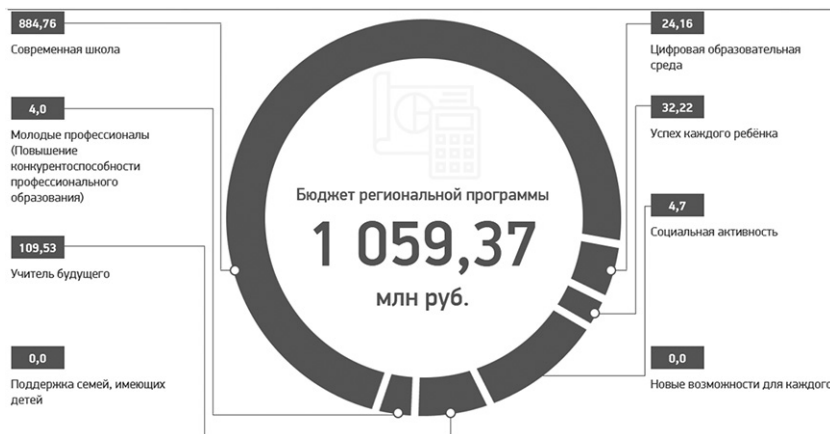 884,76
Современная школа
4,0
Молодые профессионалы
(Повышение
конкурентоспособности
профессионального
образования)
109,53
Учитель будущего
0,0
Поддержка семей, имеющих
детей
Бюджет региональной программы
1 059,37
млн руб.
24,16
Цифровая образовательная
среда
32,22
Успех каждого ребёнка
4,7
Социальная активность
0,0
Новые возможности для каждого